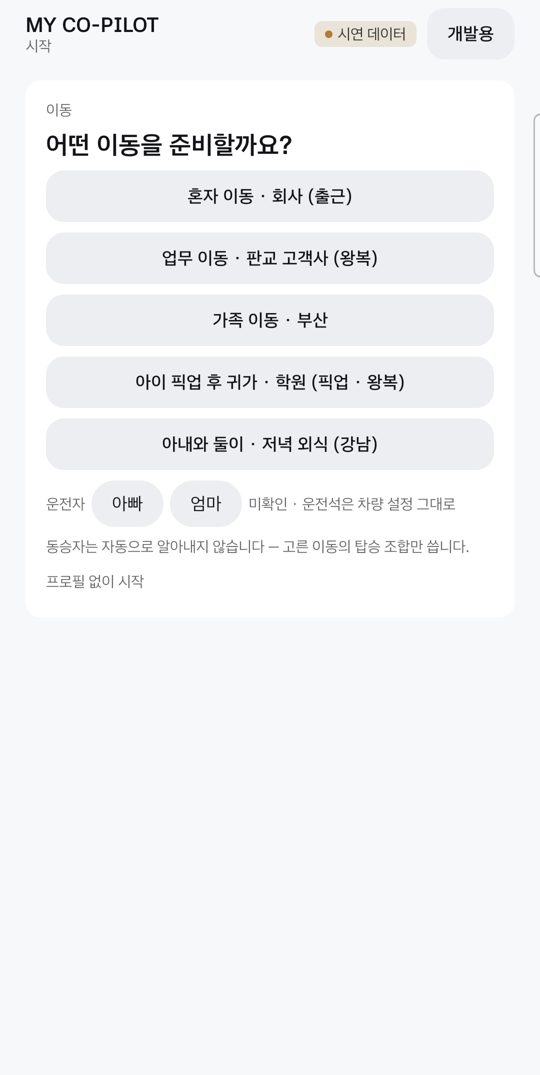 MY CO-PILOT
시작
시연 데이터
개발용
이동
어떤 이동을 준비할까요?
혼자 이동 · 회사 (출근)
업무 이동 · 판교 고객사 (왕복)
가족 이동 · 부산
아이 픽업 후 귀가 · 학원 (픽업 · 왕복)
아내와 둘이 · 저녁 외식 (강남)
운전자 아빠 엄마 미확인 · 운전석은 차량 설정 그대로
동승자는 자동으로 알아내지 않습니다 — 고른 이동의 탑승 조합만 씁니다.
프로필 없이 시작